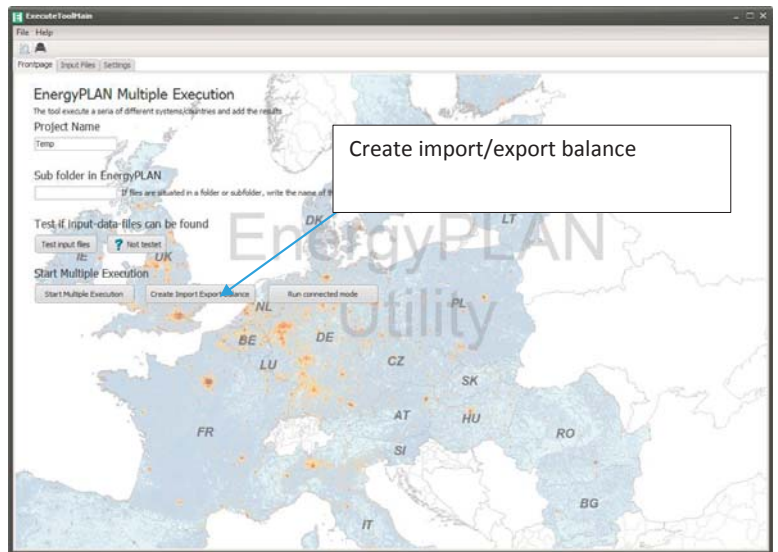 ExecuteToolMain
File Help
Frontpage Input Files Settings
EnergyPLAN Multiple Execution
The tool execute a seria of different systems/countries and add the results
Project Name
Temp
Create import/export balance
Sub folder in EnergyPLAN
If files are situated in a folder or subfolder, write the name of th
Test if input-data-files can be found
Test input files ? Not testet
Start Multiple Execution
Start Multiple Execution Create Import Export Balance Run connected mode
EnergyPLAN
Utility
DK
LT
IE
UK
NL
PL
BE
DE
LU
CZ
SK
AT
HU
FR
RO
SI
BG
IT